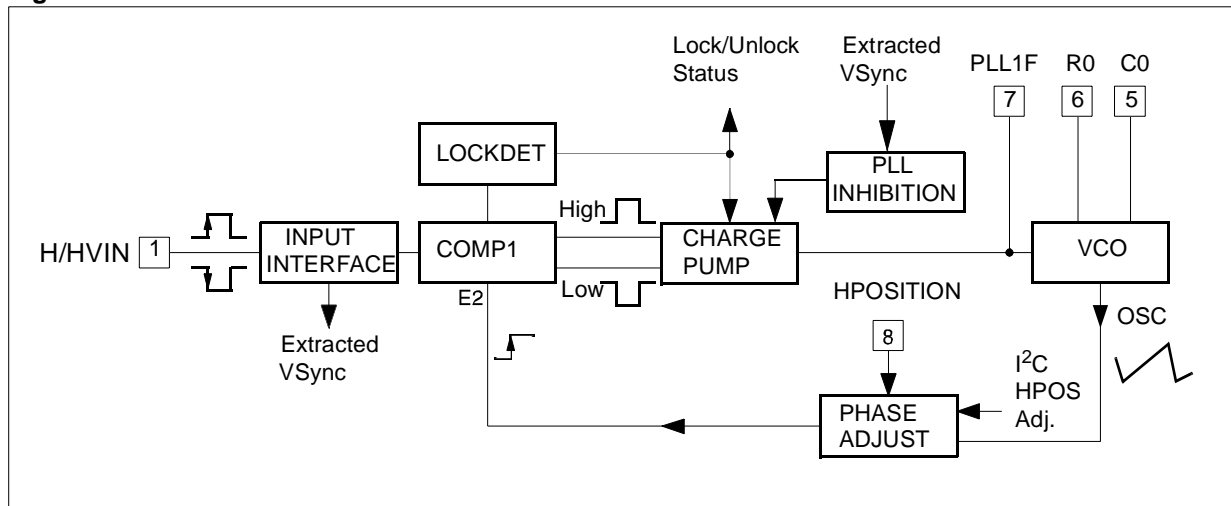 Lock/Unlock
Status
Extracted
VSync
PLL1F
R0
C0
7
6
5
LOCKDET
PLL
INHIBITION
High
H/HVIN
1
INPUT
INTERFACE
COMP1
CHARGE
PUMP
VCO
Low
E2
HPOSITION
OSC
Extracted
VSync
8
I²C
HPOS
Adj.
PHASE
ADJUST